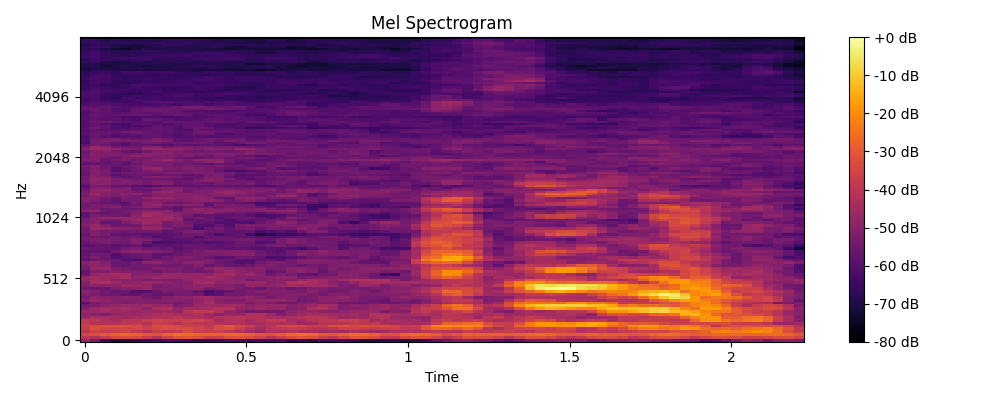 Mel Spectrogram
Hz
4096
2048
1024
512
0
0
0.5
1
1.5
2
Time
+0 dB
-10 dB
-20 dB
-30 dB
-40 dB
-50 dB
-60 dB
-70 dB
-80 dB